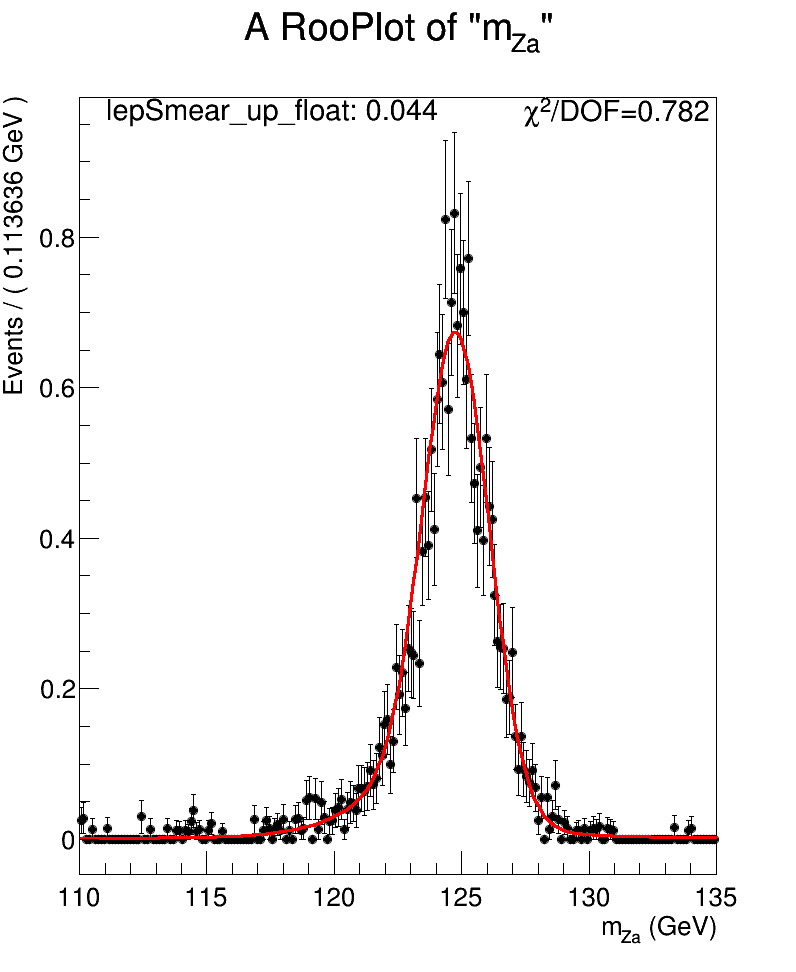 A RooPlot of "m_Za"
lepSmear_up_float: 0.044
χ²/DOF=0.782
Events / ( 0.113636 GeV )
0.8
0.6
0.4
0.2
0
110 115 120 125 130 135
m_Za (GeV)